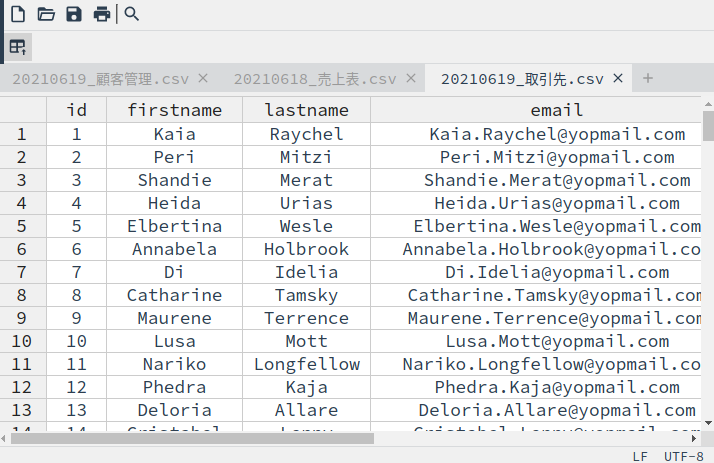 20210619_顧客管理.csv × 20210618_売上表.csv × 20210619_取引先.csv × +
id firstname lastname email
1 1 Kaia Raychel Kaia.Raychel@yopmail.com
2 2 Peri Mitzi Peri.Mitzi@yopmail.com
3 3 Shandie Merat Shandie.Merat@yopmail.com
4 4 Heida Urias Heida.Urias@yopmail.com
5 5 Elbertina Wesle Elbertina.Wesle@yopmail.com
6 6 Annabela Holbrook Annabela.Holbrook@yopmail.co
7 7 Di Idelia Di.Idelia@yopmail.com
8 8 Catharine Tamsky Catharine.Tamsky@yopmail.com
9 9 Maurene Terrence Maurene.Terrence@yopmail.com
10 10 Lusa Mott Lusa.Mott@yopmail.com
11 11 Nariko Longfellow Nariko.Longfellow@yopmail.co
12 12 Phedra Kaja Phedra.Kaja@yopmail.com
13 13 Deloria Allare Deloria.Allare@yopmail.com
LF UTF-8